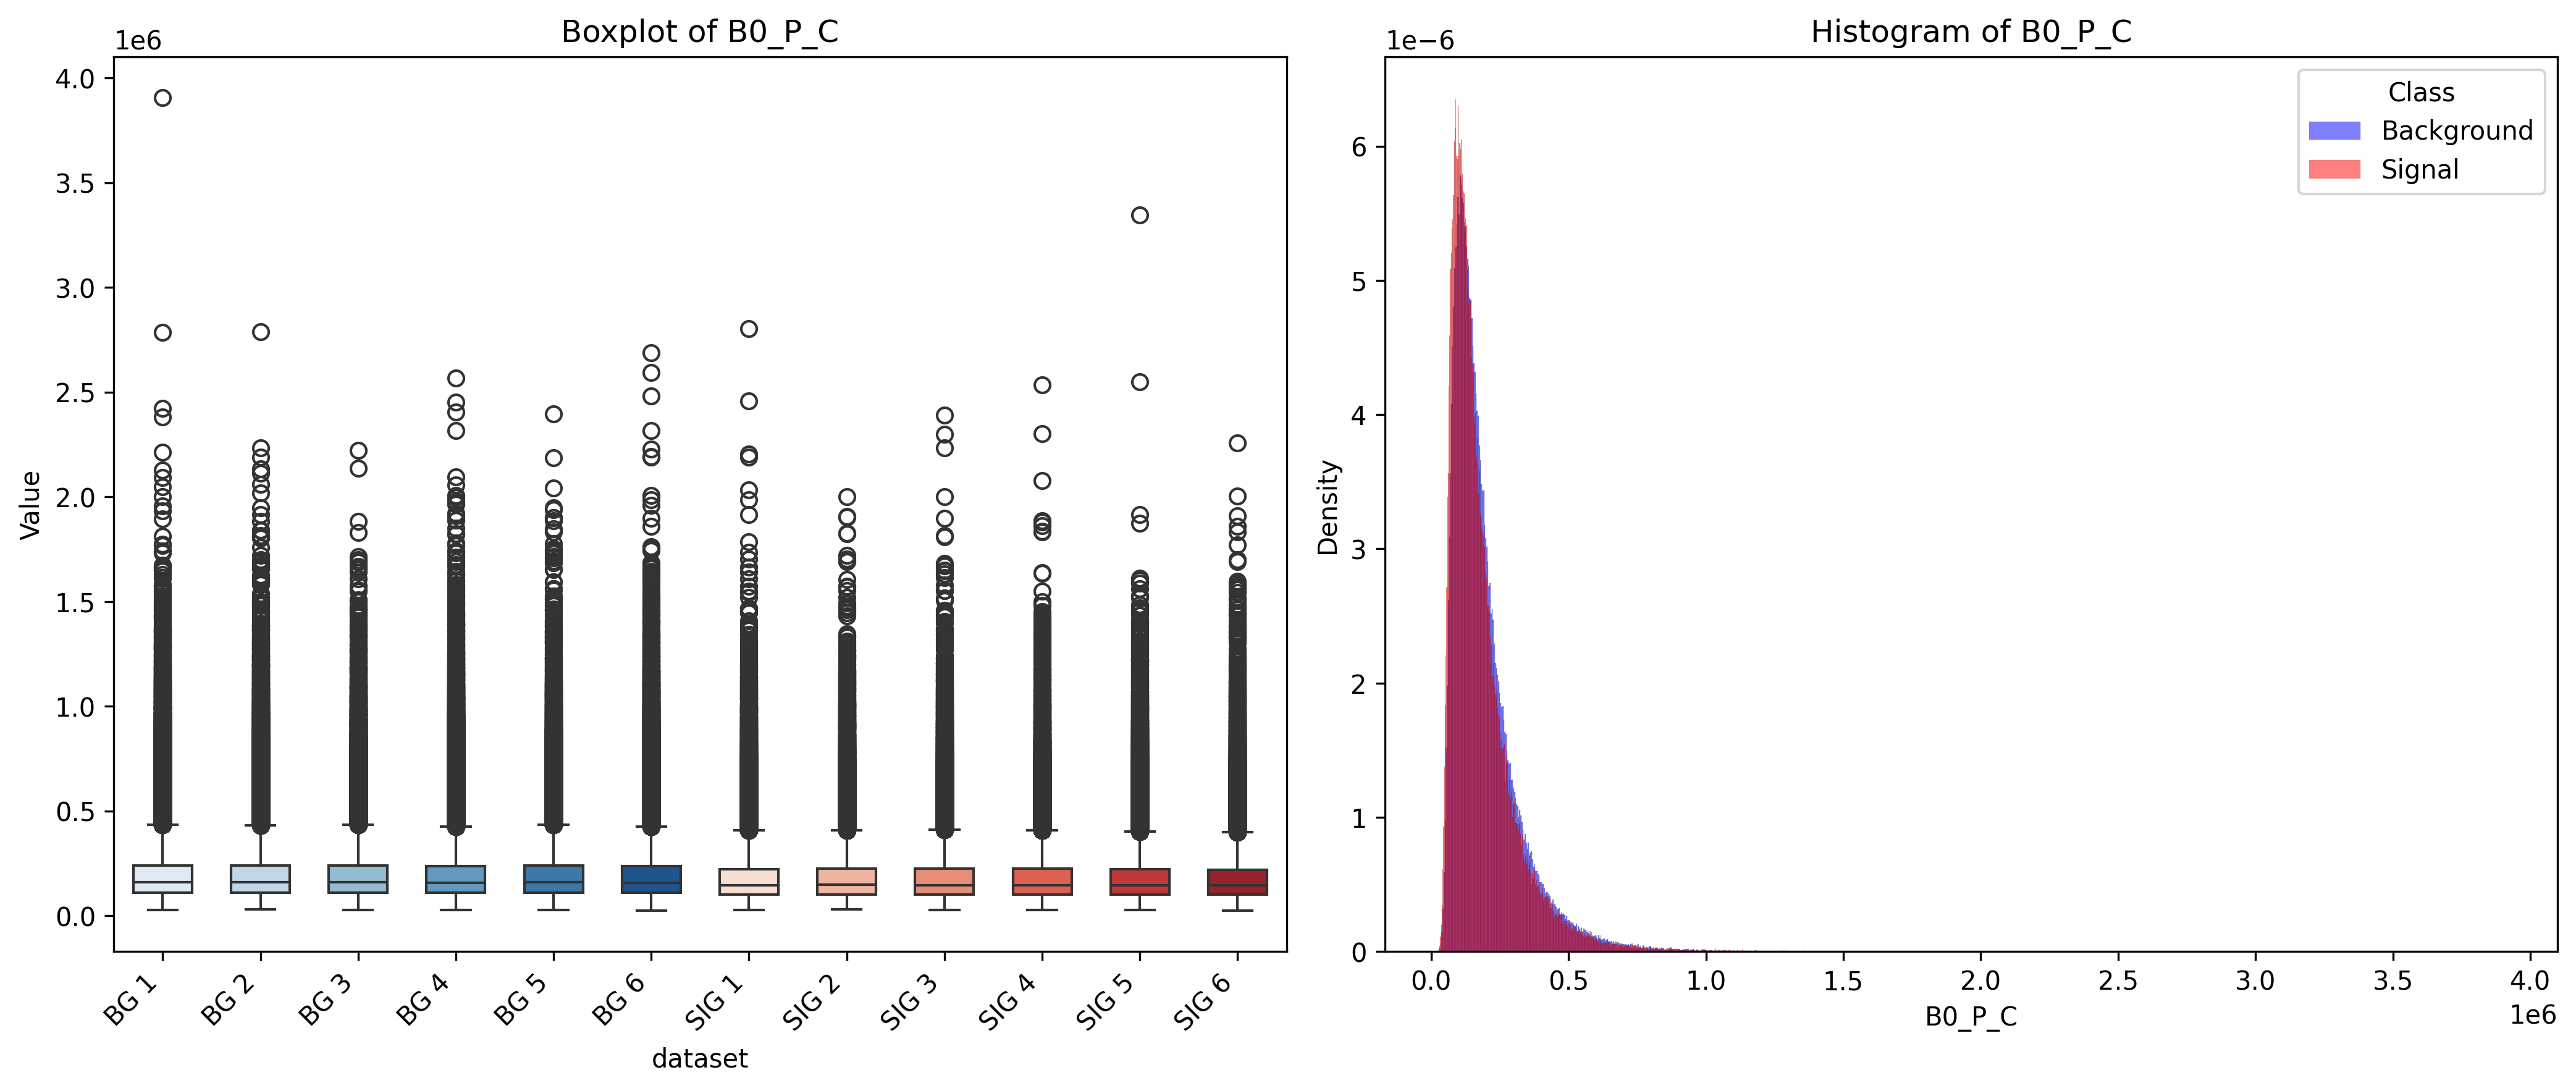 Boxplot of B0_P_C
1e6
4.0
3.5
3.0
2.5
2.0
1.5
1.0
0.5
0.0
Value
BG 1
BG 2
BG 3
BG 4
BG 5
BG 6
SIG 1
SIG 2
SIG 3
SIG 4
SIG 5
SIG 6
dataset
Histogram of B0_P_C
1e−6
6
5
4
3
2
1
0
Density
Class
Background
Signal
0.0 0.5 1.0 1.5 2.0 2.5 3.0 3.5 4.0
1e6
B0_P_C